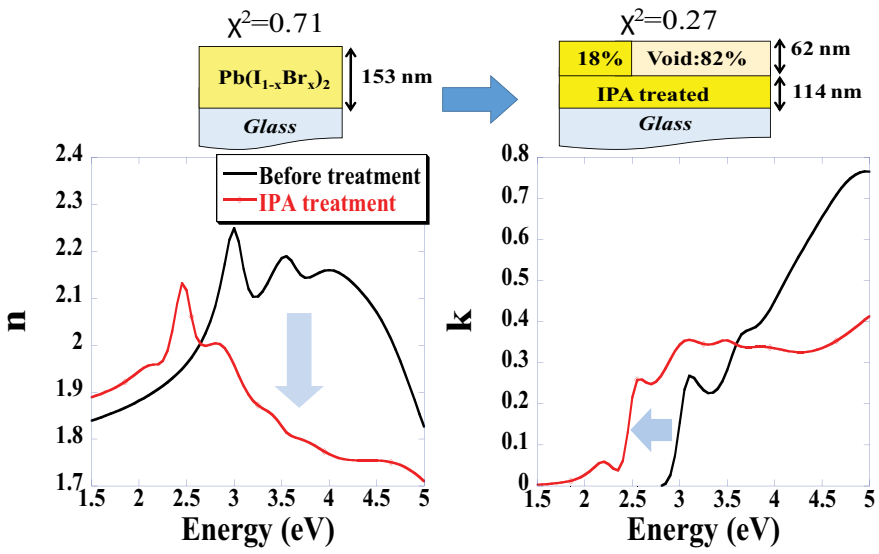 χ²=0.71
Pb(I₁₋ₓBrₓ)₂
153 nm
Glass
χ²=0.27
18%
Void:82%
62 nm
IPA treated
114 nm
Glass
Before treatment
IPA treatment
n
2.4
2.3
2.2
2.1
2
1.9
1.8
1.7
1.5
2
2.5
3
3.5
4
4.5
5
Energy (eV)
k
0.8
0.7
0.6
0.5
0.4
0.3
0.2
0.1
0
1.5
2
2.5
3
3.5
4
4.5
5
Energy (eV)